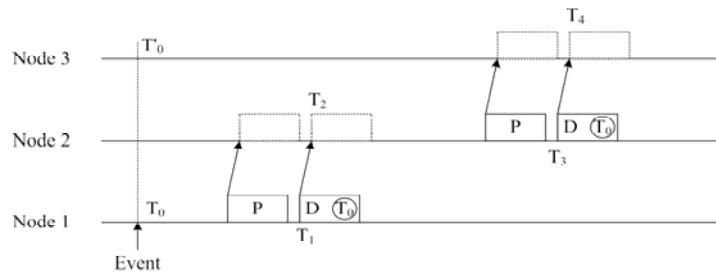 T₄
Node 3 T'₀
T₂ P D T₀
Node 2 T₃
Node 1 T₀ P D T₀
T₁
Event